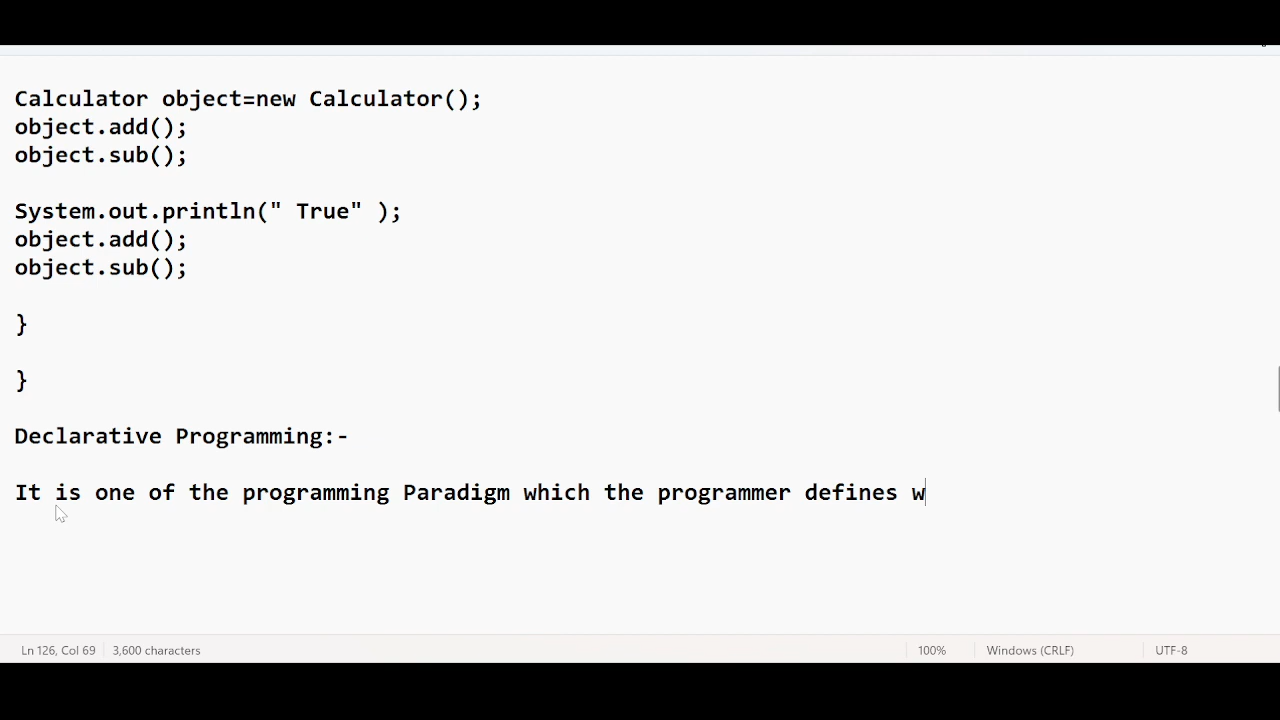 Calculator object=new Calculator();
object.add();
object.sub();
System.out.println(" True" );
object.add();
object.sub();
}
}
Declarative Programming:-
It is one of the programming Paradigm which the programmer defines w
Ln 126, Col 69 3,600 characters 100% Windows (CRLF) UTF-8